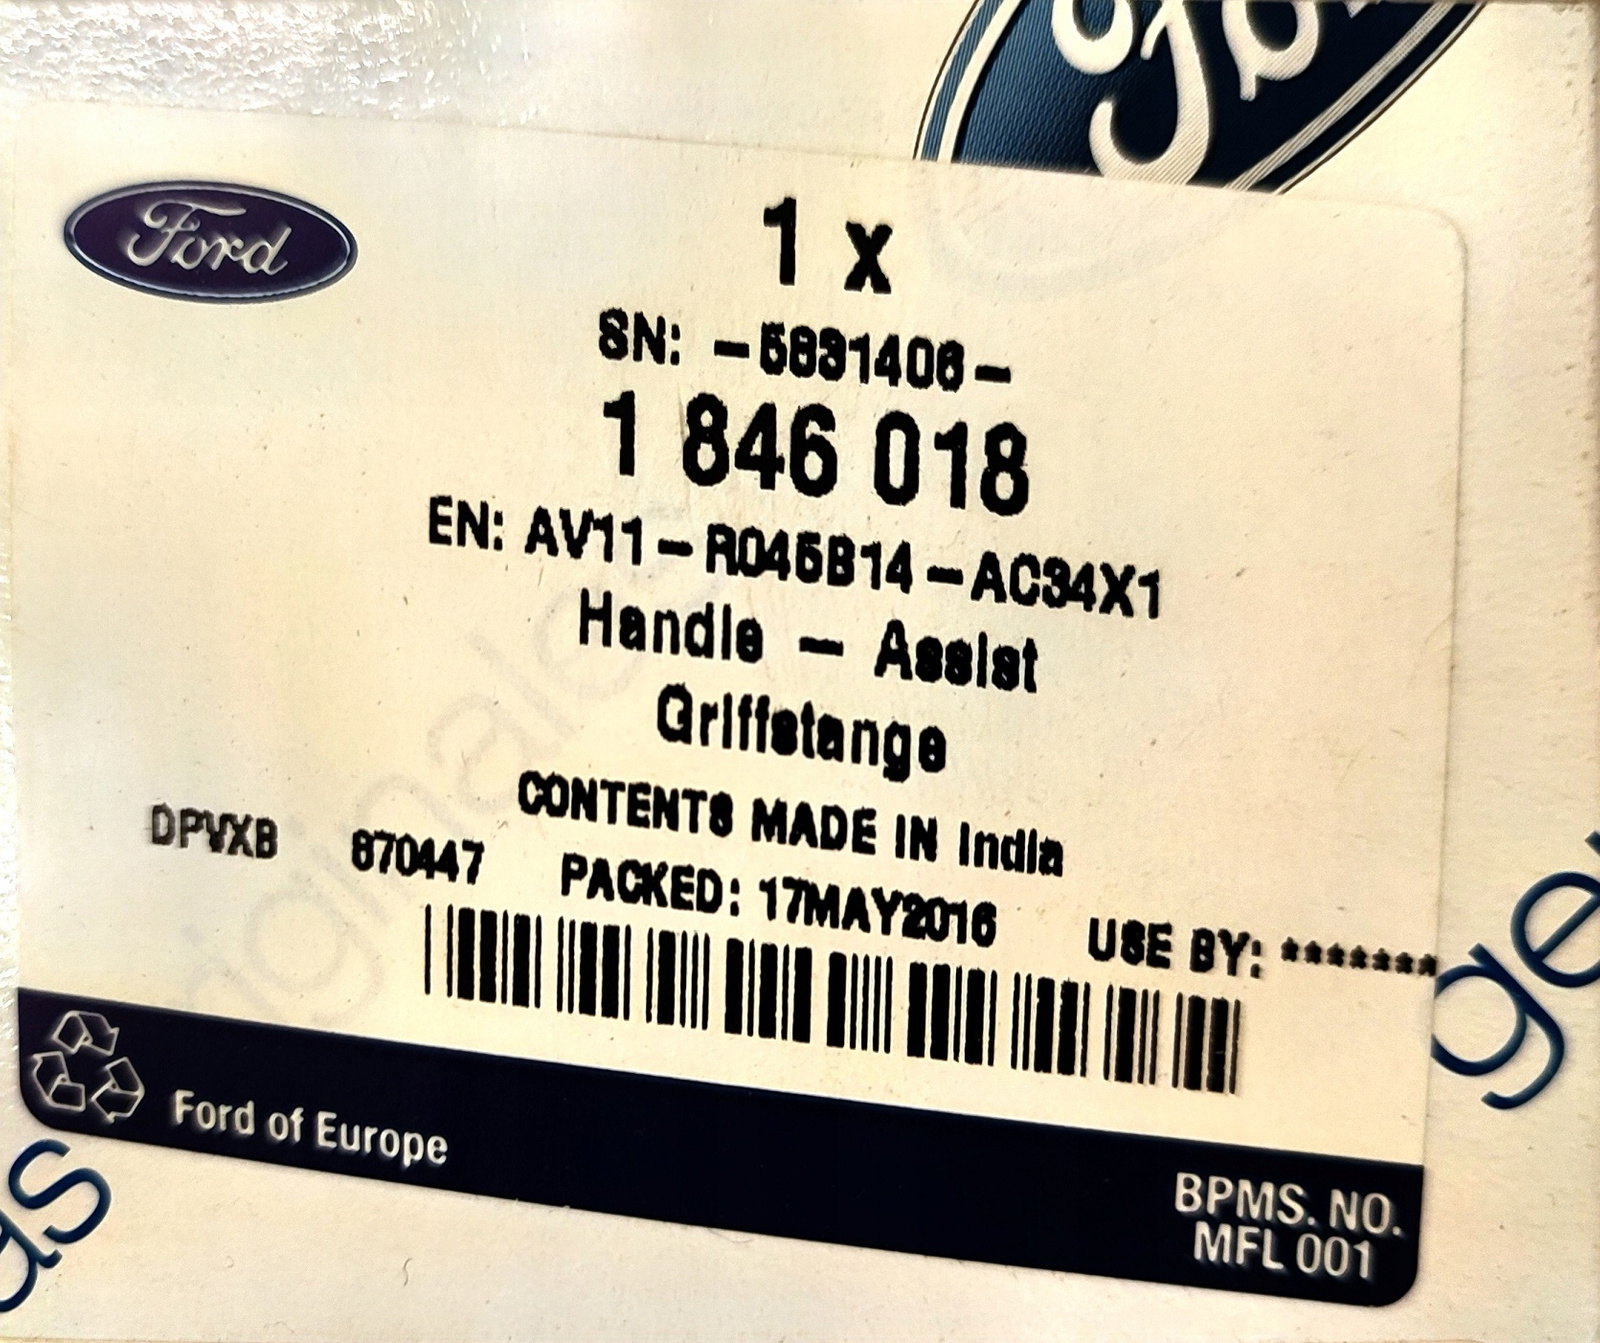 Ford
1 x
SN: -5831406-
1 846 018
EN: AV11-R045B14-AC34X1
Handle - Assist
Griffstange
CONTENTS MADE IN India
DPVXB 870447 PACKED: 17MAY2016 USE BY: *******
Ford of Europe
BPMS. NO.
MFL 001